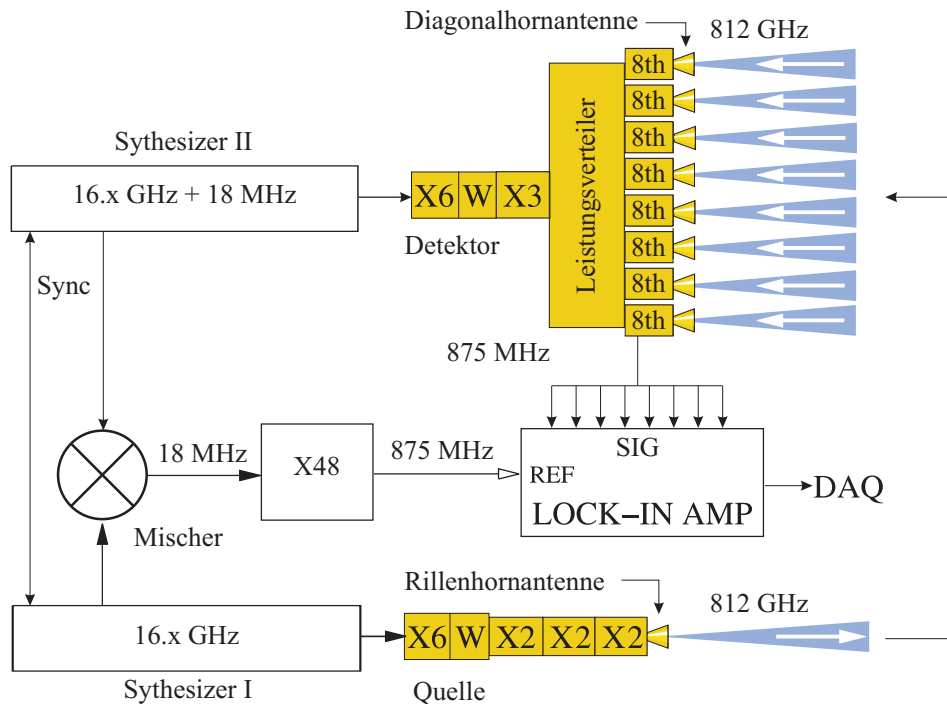 Diagonalhornantenne
812 GHz
8th
8th
8th
8th
8th
8th
8th
8th
Leistungsverteiler
Sythesizer II
16.x GHz + 18 MHz
X6 W X3
Detektor
Sync
875 MHz
18 MHz
X48
875 MHz
SIG
REF
LOCK–IN AMP
DAQ
Mischer
Rillenhornantenne
812 GHz
16.x GHz
X6 W X2 X2 X2
Sythesizer I
Quelle